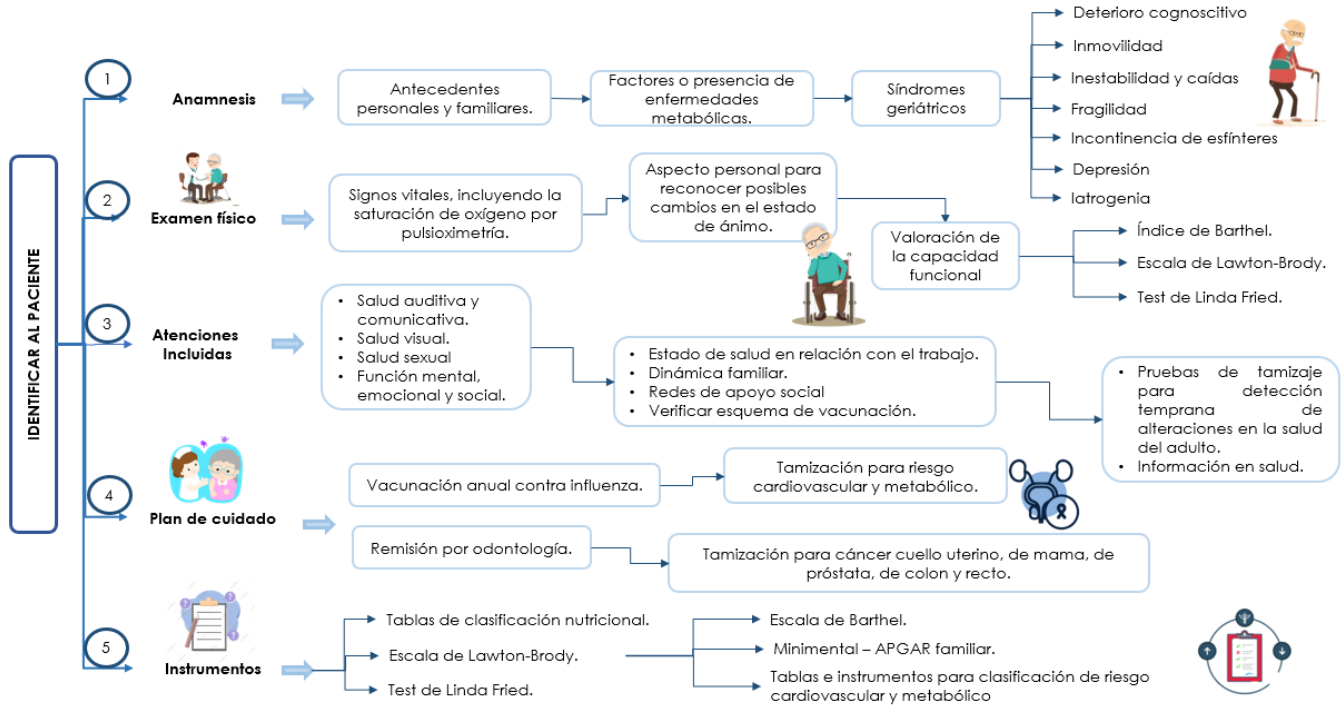 IDENTIFICAR AL PACIENTE
1
Anamnesis
Antecedentes
personales y familiares.
Factores o presencia de
enfermedades
metabólicas.
Síndromes
geriátricos
Deterioro cognoscitivo
Inmovilidad
Inestabilidad y caídas
Fragilidad
Incontinencia de esfínteres
Depresión
Iatrogenia
2
Examen físico
Signos vitales, incluyendo la
saturación de oxígeno por
pulsioximetría.
Aspecto personal para
reconocer posibles
cambios en el estado
de ánimo.
Valoración de
la capacidad
funcional
Índice de Barthel.
Escala de Lawton-Brody.
Test de Linda Fried.
3
Atenciones
Incluidas
• Salud auditiva y
comunicativa.
• Salud visual.
• Salud sexual
• Función mental,
emocional y social.
• Estado de salud en relación con el trabajo.
• Dinámica familiar.
• Redes de apoyo social
• Verificar esquema de vacunación.
• Pruebas de tamizaje
para detección
temprana de
alteraciones en la salud
del adulto.
• Información en salud.
4
Plan de cuidado
Vacunación anual contra influenza.
Tamización para riesgo
cardiovascular y metabólico.
Remisión por odontología.
Tamización para cáncer cuello uterino, de mama, de
próstata, de colon y recto.
5
Instrumentos
Tablas de clasificación nutricional.
Escala de Lawton-Brody.
Test de Linda Fried.
Escala de Barthel.
Minimental – APGAR familiar.
Tablas e instrumentos para clasificación de riesgo
cardiovascular y metabólico